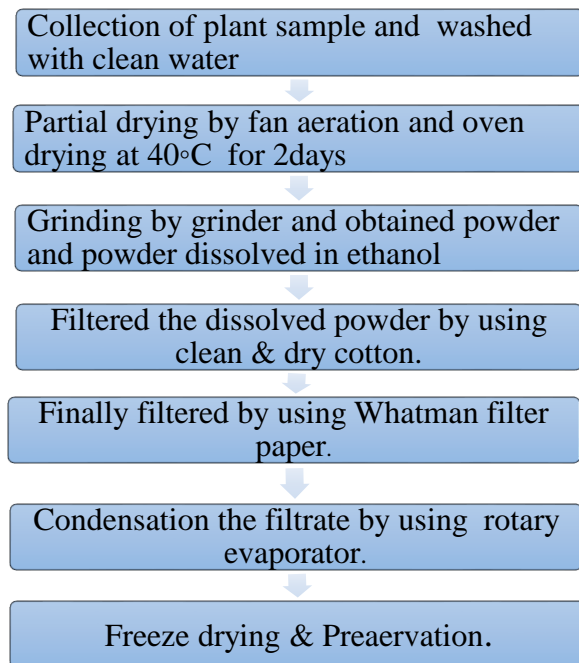 Collection of plant sample and washed
with clean water
Partial drying by fan aeration and oven
drying at 40◦C for 2days
Grinding by grinder and obtained powder
and powder dissolved in ethanol
Filtered the dissolved powder by using
clean & dry cotton.
Finally filtered by using Whatman filter
paper.
Condensation the filtrate by using rotary
evaporator.
Freeze drying & Preaervation.